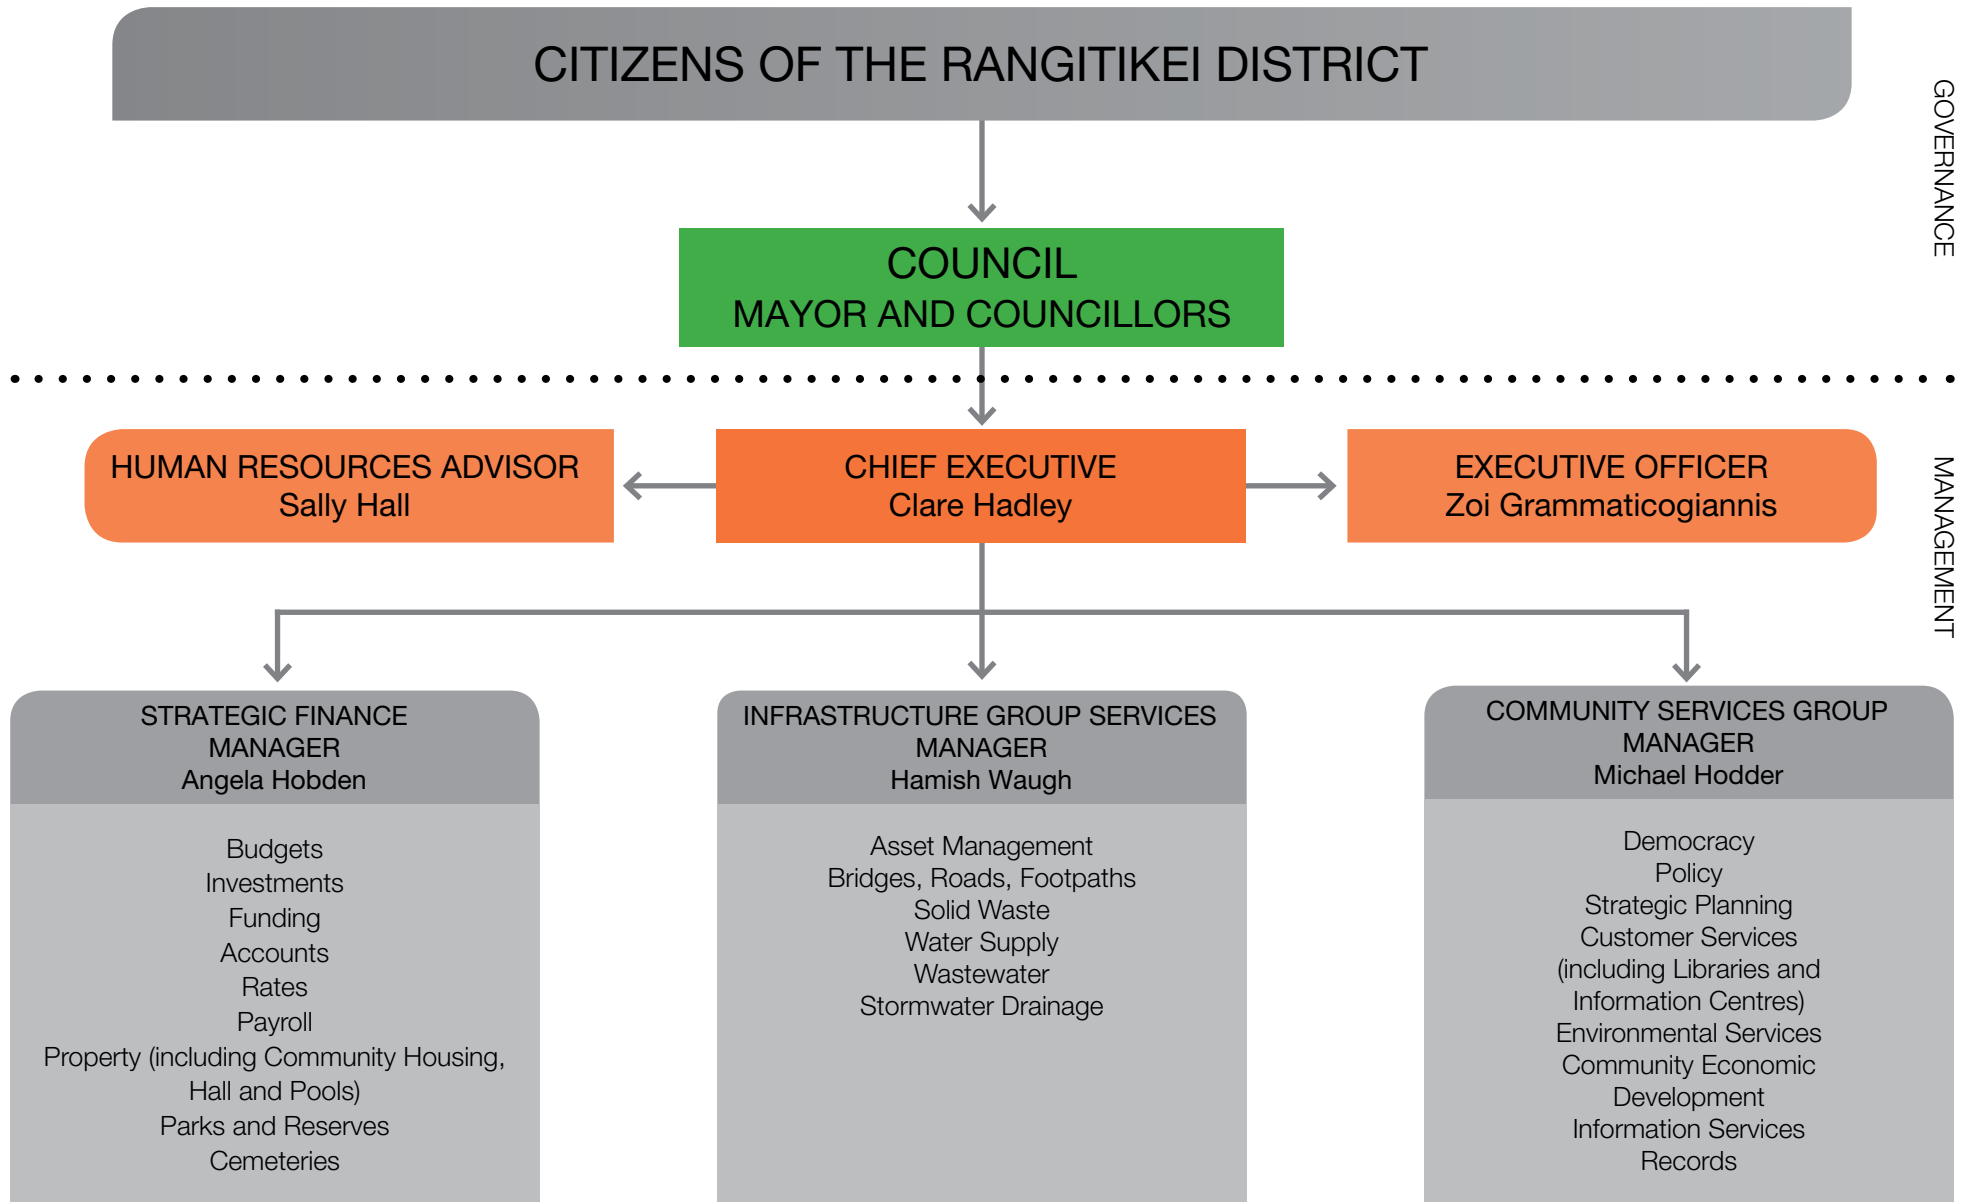 CITIZENS OF THE RANGITIKEI DISTRICT
GOVERNANCE
COUNCIL
MAYOR AND COUNCILLORS
HUMAN RESOURCES ADVISOR
Sally Hall
CHIEF EXECUTIVE
Clare Hadley
EXECUTIVE OFFICER
Zoi Grammaticogiannis
MANAGEMENT
STRATEGIC FINANCE
MANAGER
Angela Hobden
Budgets
Investments
Funding
Accounts
Rates
Payroll
Property (including Community Housing,
Hall and Pools)
Parks and Reserves
Cemeteries
INFRASTRUCTURE GROUP SERVICES
MANAGER
Hamish Waugh
Asset Management
Bridges, Roads, Footpaths
Solid Waste
Water Supply
Wastewater
Stormwater Drainage
COMMUNITY SERVICES GROUP
MANAGER
Michael Hodder
Democracy
Policy
Strategic Planning
Customer Services
(including Libraries and
Information Centres)
Environmental Services
Community Economic
Development
Information Services
Records